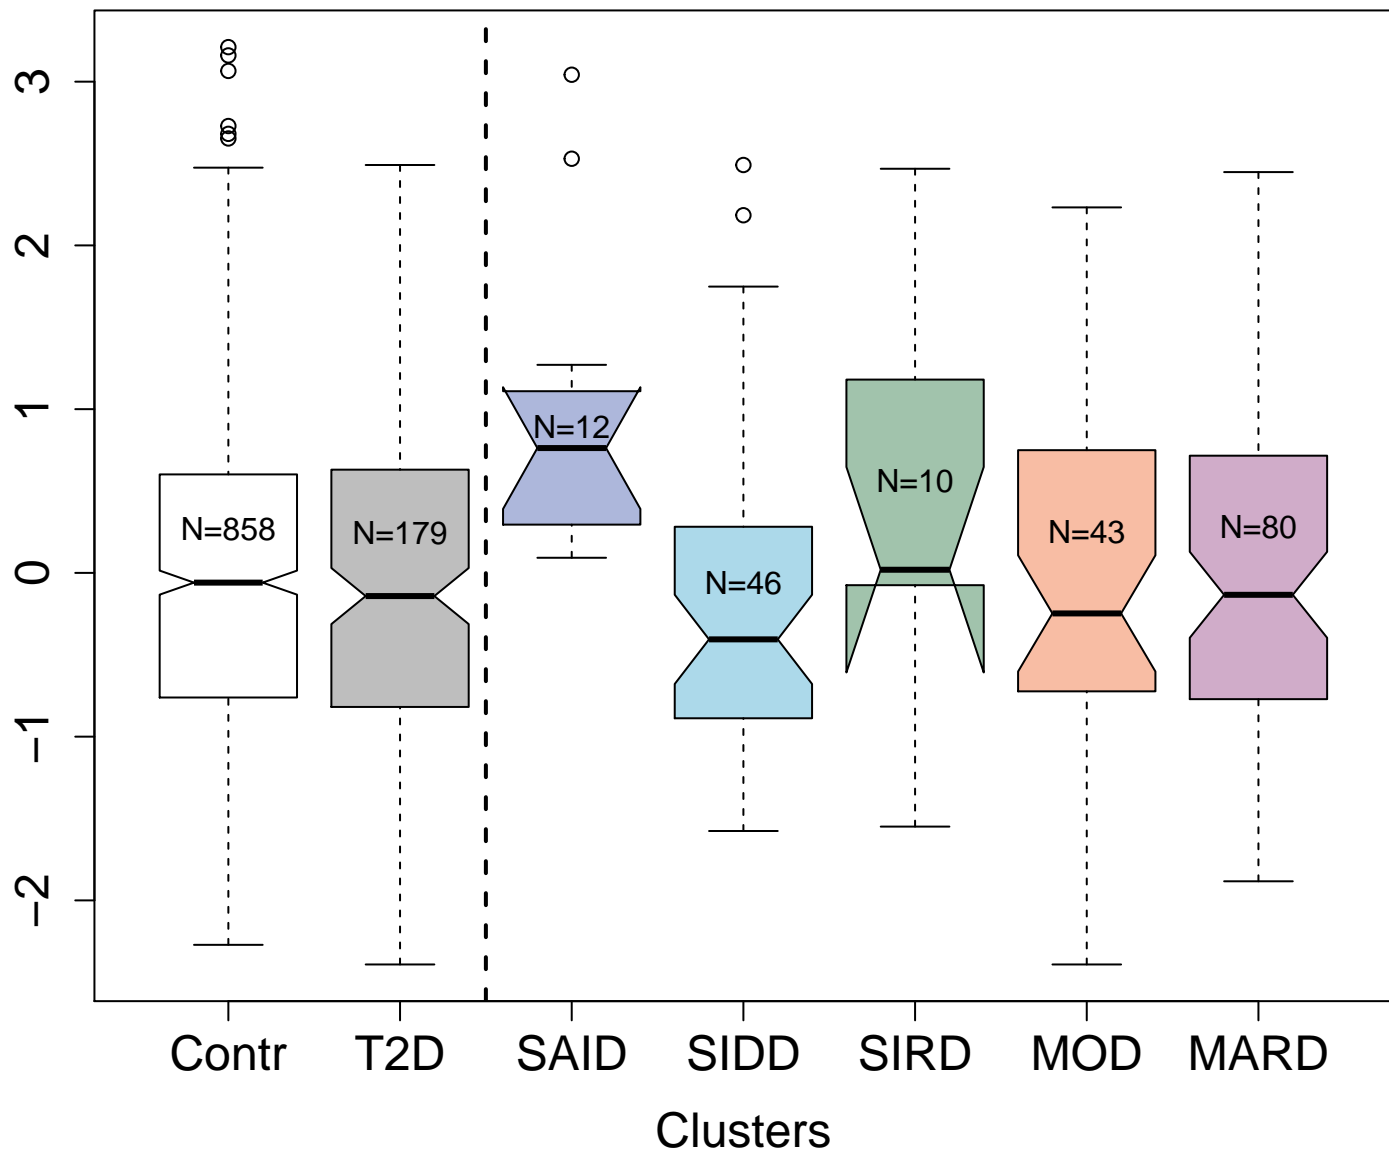 3
2
1
0
−1
−2
N=858
N=179
N=12
N=46
N=10
N=43
N=80
Contr T2D SAID SIDD SIRD MOD MARD
Clusters